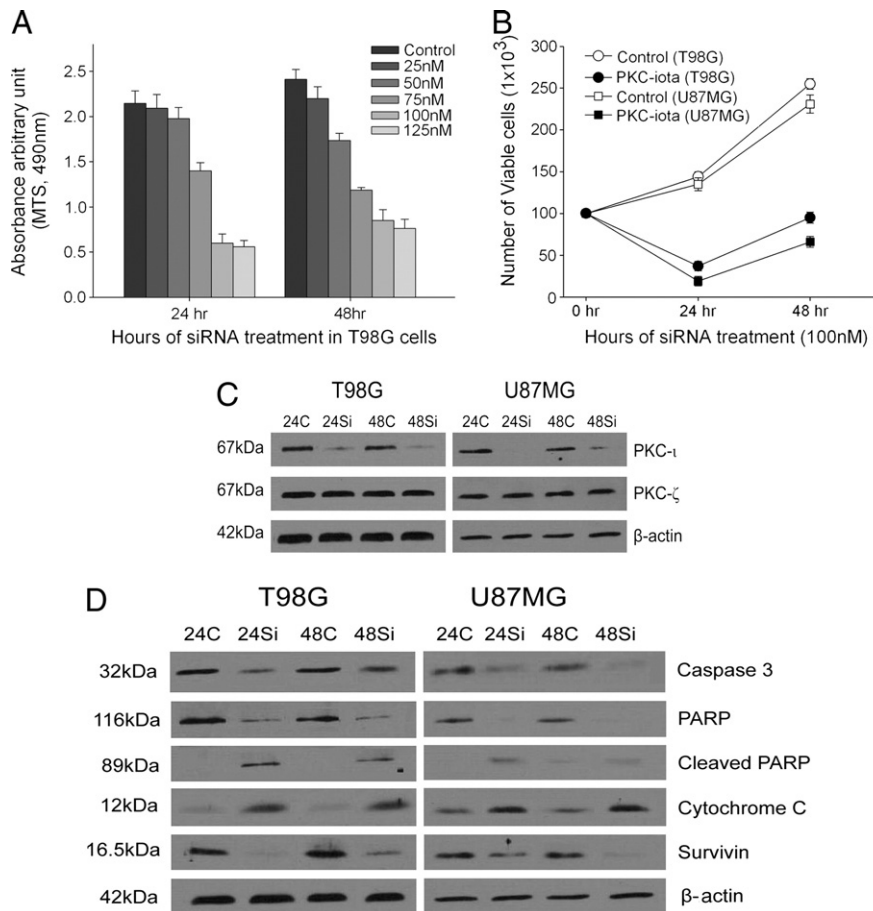 A
Absorbance arbitrary unit
(MTS, 490nm)
2.5
2.0
1.5
1.0
0.5
0.0
Control
25nM
50nM
75nM
100nM
125nM
24 hr
48hr
Hours of siRNA treatment in T98G cells
B
Number of Viable cells (1x10³)
300
250
200
150
100
50
0
Control (T98G)
PKC-iota (T98G)
Control (U87MG)
PKC-iota (U87MG)
0 hr
24 hr
48 hr
Hours of siRNA treatment (100nM)
C
T98G
U87MG
24C 24Si 48C 48Si
24C 24Si 48C 48Si
67kDa
PKC-ι
67kDa
PKC-ζ
42kDa
β-actin
D
T98G
U87MG
24C 24Si 48C 48Si
24C 24Si 48C 48Si
32kDa
Caspase 3
116kDa
PARP
89kDa
Cleaved PARP
12kDa
Cytochrome C
16.5kDa
Survivin
42kDa
β-actin